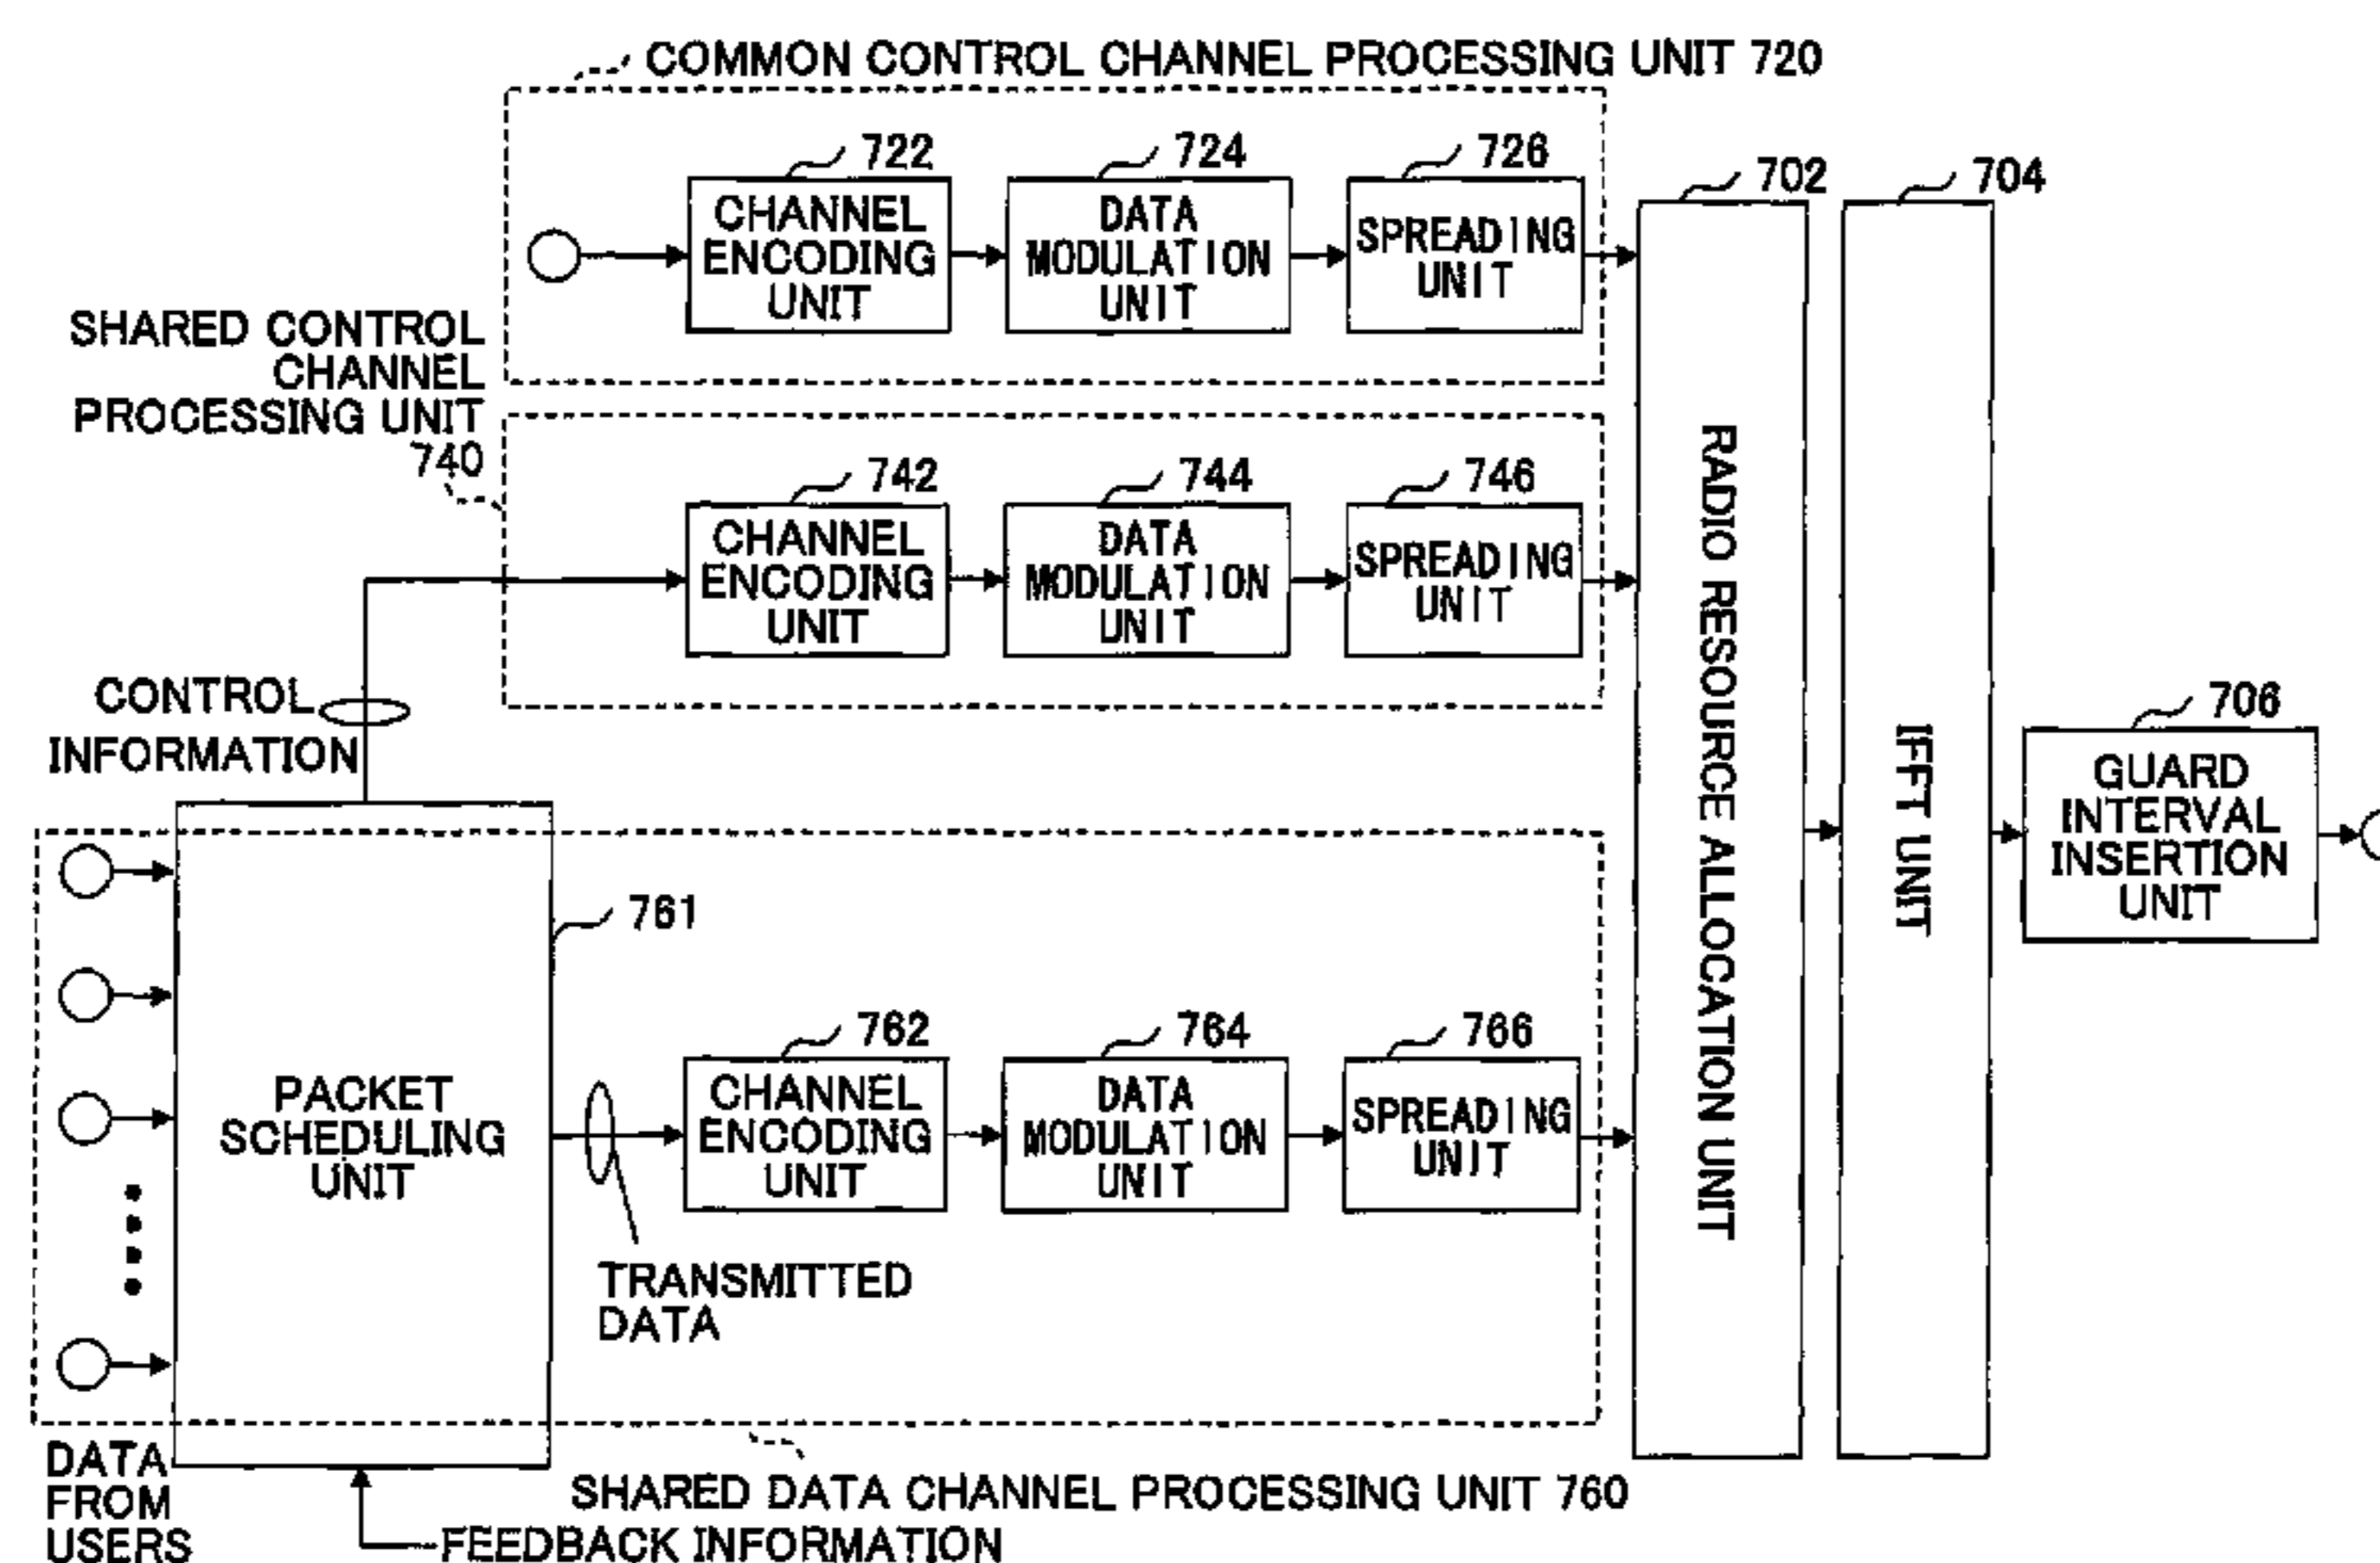 COMMON CONTROL CHANNEL PROCESSING UNIT 720
722
724
726
702
704
CHANNEL
ENCODING
UNIT
DATA
MODULATION
UNIT
SPREADING
UNIT
SHARED CONTROL
CHANNEL
PROCESSING UNIT
740
742
744
746
CHANNEL
ENCODING
UNIT
DATA
MODULATION
UNIT
SPREADING
UNIT
RADIO RESOURCE ALLOCATION UNIT
IFFT UNIT
706
GUARD
INTERVAL
INSERTION
UNIT
CONTROL
INFORMATION
761
PACKET
SCHEDULING
UNIT
762
764
766
CHANNEL
ENCODING
UNIT
DATA
MODULATION
UNIT
SPREADING
UNIT
TRANSMITTED
DATA
DATA
FROM
USERS
SHARED DATA CHANNEL PROCESSING UNIT 760
FEEDBACK INFORMATION